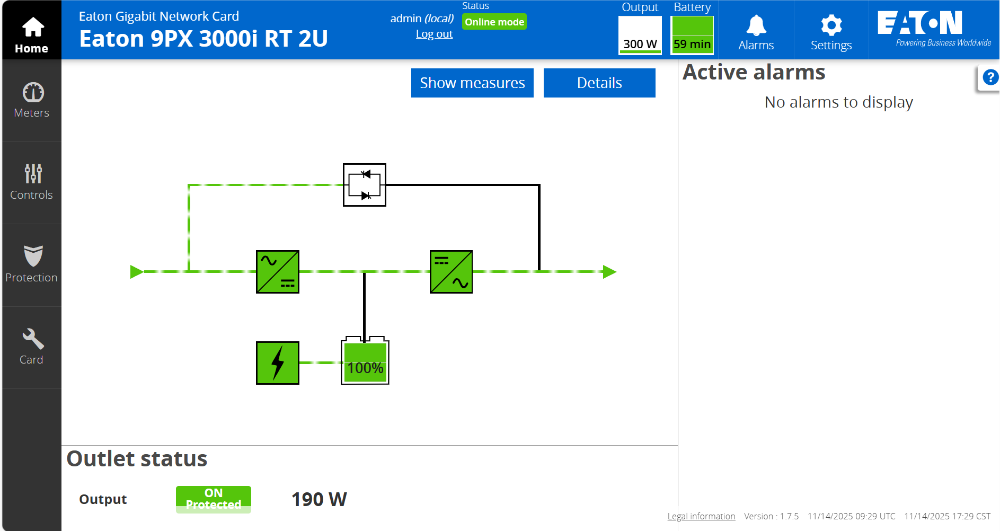 Home
Eaton Gigabit Network Card
Eaton 9PX 3000i RT 2U
admin (local)
Log out
Status
Online mode
Output
300 W
Battery
59 min
Alarms
Settings
EATON
Powering Business Worldwide
Meters
Controls
Protection
Card
Show measures
Details
100%
Active alarms
No alarms to display
?
Outlet status
Output
ON
Protected
190 W
Legal information
Version : 1.7.5
11/14/2025 09:29 UTC
11/14/2025 17:29 CST